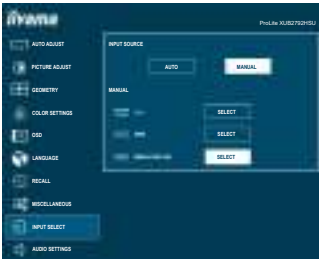 iiyama
ProLite XUB2792HSU
AUTO ADJUST
PICTURE ADJUST
GEOMETRY
COLOR SETTINGS
OSD
LANGUAGE
RECALL
MISCELLANEOUS
INPUT SELECT
AUDIO SETTINGS
INPUT SOURCE
AUTO
MANUAL
MANUAL
SELECT
SELECT
SELECT